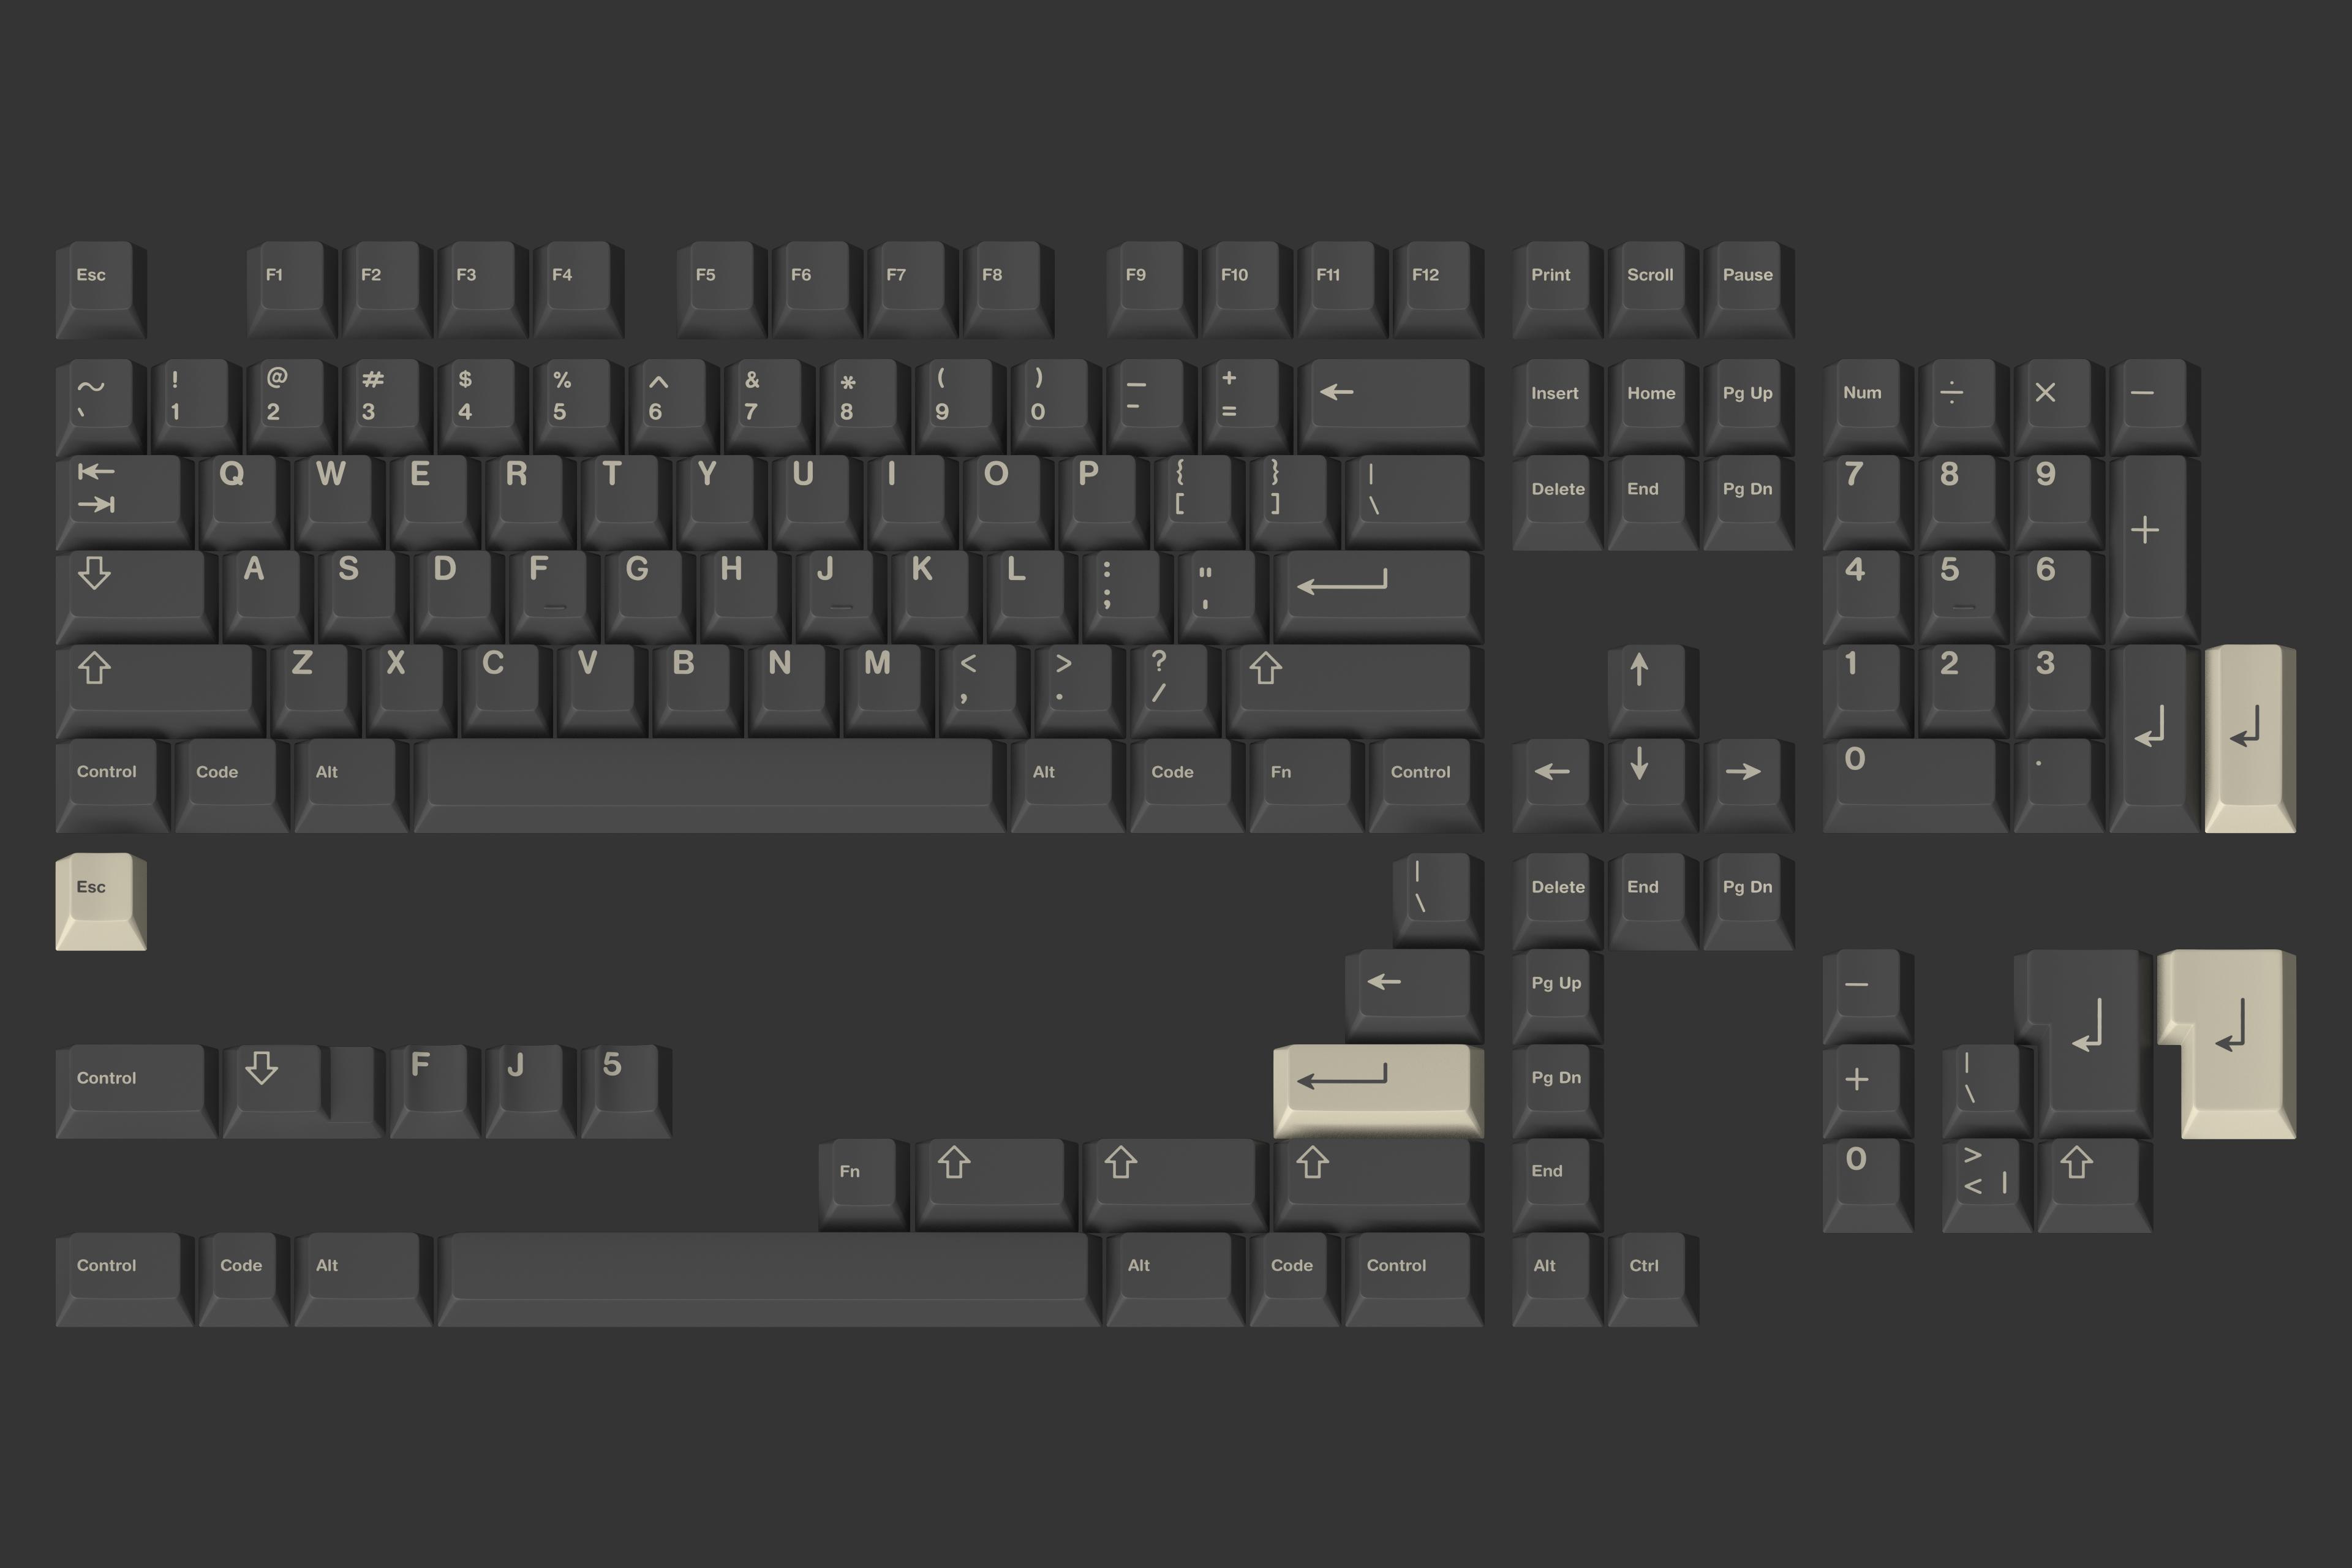 Esc F1 F2 F3 F4 F5 F6 F7 F8 F9 F10 F11 F12 Print Scroll Pause
~ ! @ # $ % ^ & * ( ) _ + ← Insert Home Pg Up Num ÷ × −
` 1 2 3 4 5 6 7 8 9 0 - =
⇤ Q W E R T Y U I O P { } | Delete End Pg Dn 7 8 9 +
⇥ [ ] \
⇩ A S D F G H J K L : " ↵ 4 5 6
; '
⇧ Z X C V B N M < > ? ⇧ ↑ 1 2 3 ↵ ↵
, . /
Control Code Alt Alt Code Fn Control ← ↓ → 0 .
Esc | Delete End Pg Dn
\
← Pg Up − ↵ ↵
Control ⇩ F J 5 ↵ Pg Dn + |
\
Fn ⇧ ⇧ ⇧ End 0 > ⇧
< |
Control Code Alt Alt Code Control Alt Ctrl